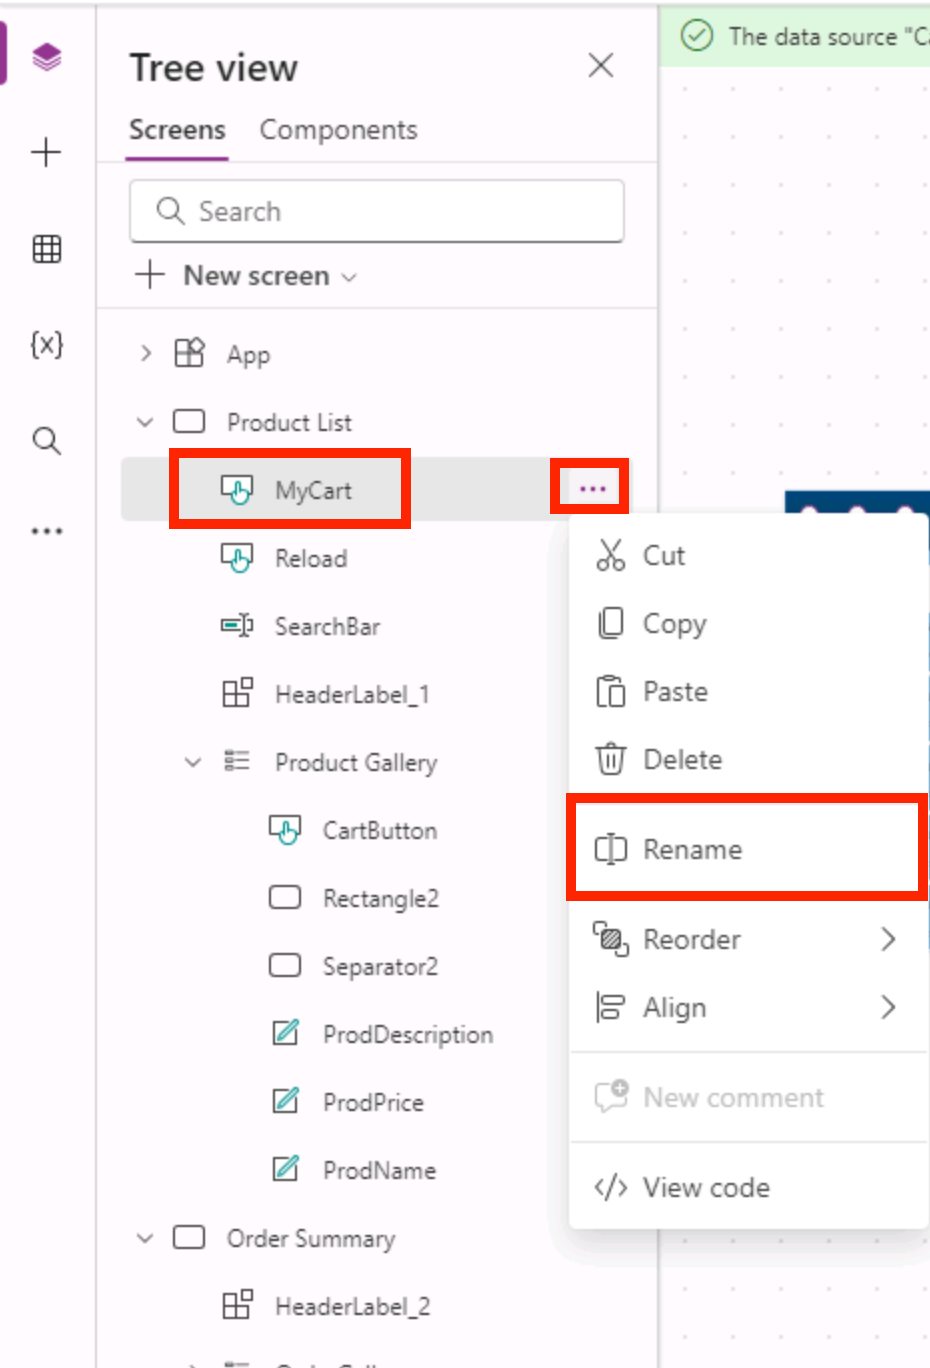 The data source "Ca
Tree view
Screens Components
Search
New screen
App
Product List
MyCart
Reload
SearchBar
HeaderLabel_1
Product Gallery
CartButton
Rectangle2
Separator2
ProdDescription
ProdPrice
ProdName
Order Summary
HeaderLabel_2
Cut
Copy
Paste
Delete
Rename
Reorder
Align
New comment
View code